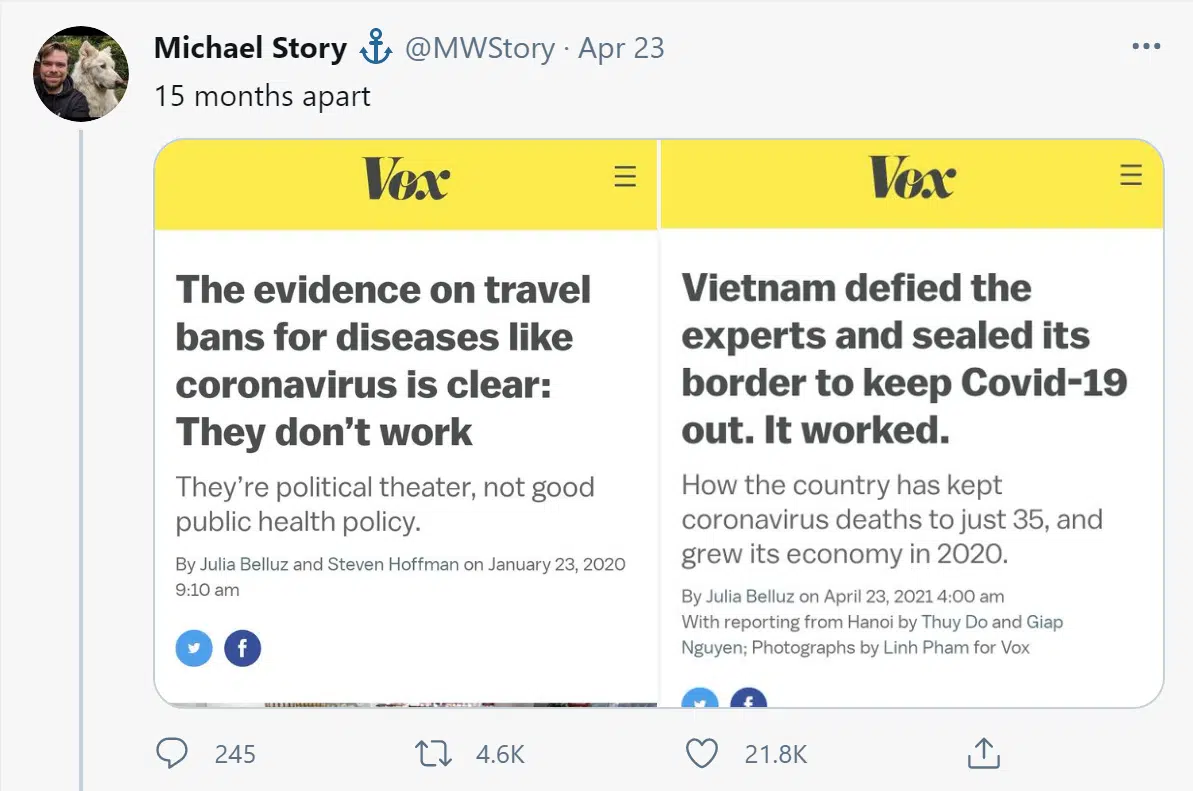 Michael Story ⚓ @MWStory · Apr 23
15 months apart
Vox
The evidence on travel
bans for diseases like
coronavirus is clear:
They don’t work
They’re political theater, not good
public health policy.
By Julia Belluz and Steven Hoffman on January 23, 2020
9:10 am
Vox
Vietnam defied the
experts and sealed its
border to keep Covid-19
out. It worked.
How the country has kept
coronavirus deaths to just 35, and
grew its economy in 2020.
By Julia Belluz on April 23, 2021 4:00 am
With reporting from Hanoi by Thuy Do and Giap
Nguyen; Photographs by Linh Pham for Vox
245 4.6K 21.8K